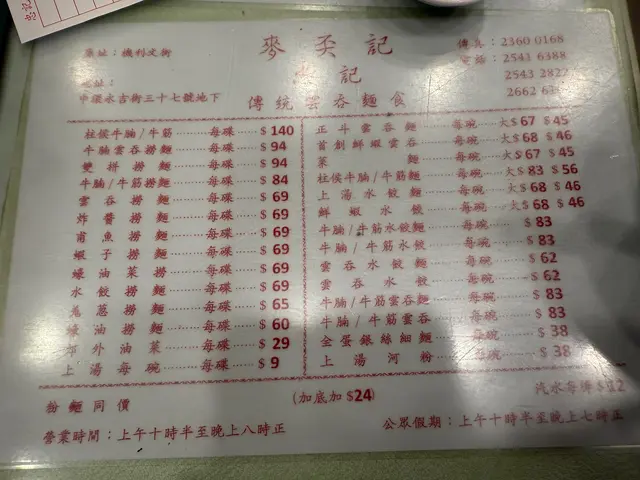 麥奀記
忠記
傳統雲吞麵食
原址：機利文街
地址：
中環永吉街三十七號地下
傳真：2360 0168
電話：2541 6388
2543 2822
2662 63
柱侯牛腩/牛筋 每碟 $140
牛腩雲吞撈麵 每碟 $94
雙拼撈麵 每碟 $94
牛腩/牛筋撈麵 每碟 $84
雲吞撈麵 每碟 $69
炸醬撈麵 每碟 $69
甫魚撈麵 每碟 $69
蝦子撈麵 每碟 $69
蠔油菜撈 每碟 $69
水餃撈麵 每碟 $69
薑蔥撈麵 每碟 $65
蠔油撈麵 每碟 $60
郊外油菜 每碟 $29
上湯每碗 每碟 $9
正斗雲吞麵 每碗 大$67 $45
首創鮮蝦雲吞 每碗 大$68 $46
菜麵 每碗 大$67 $45
柱侯牛腩/牛筋麵 每碗 大$83 $56
上湯水餃麵 每碗 大$68 $46
鮮蝦水餃 每碗 大$68 $46
牛腩/牛筋水餃麵 每碗 $83
牛腩/牛筋水餃 每碗 $83
雲吞水餃麵 每碗 $62
雲吞水餃 每碗 $62
牛腩/牛筋雲吞麵 每碗 $83
牛腩/牛筋雲吞 每碗 $83
全蛋銀絲細麵 每碗 $38
上湯河粉 每碗 $38
粉麵同價
(加底加 $24)
汽水每 $12
營業時間：上午十時半至晚上八時正
公眾假期：上午十時半至晚上七時正